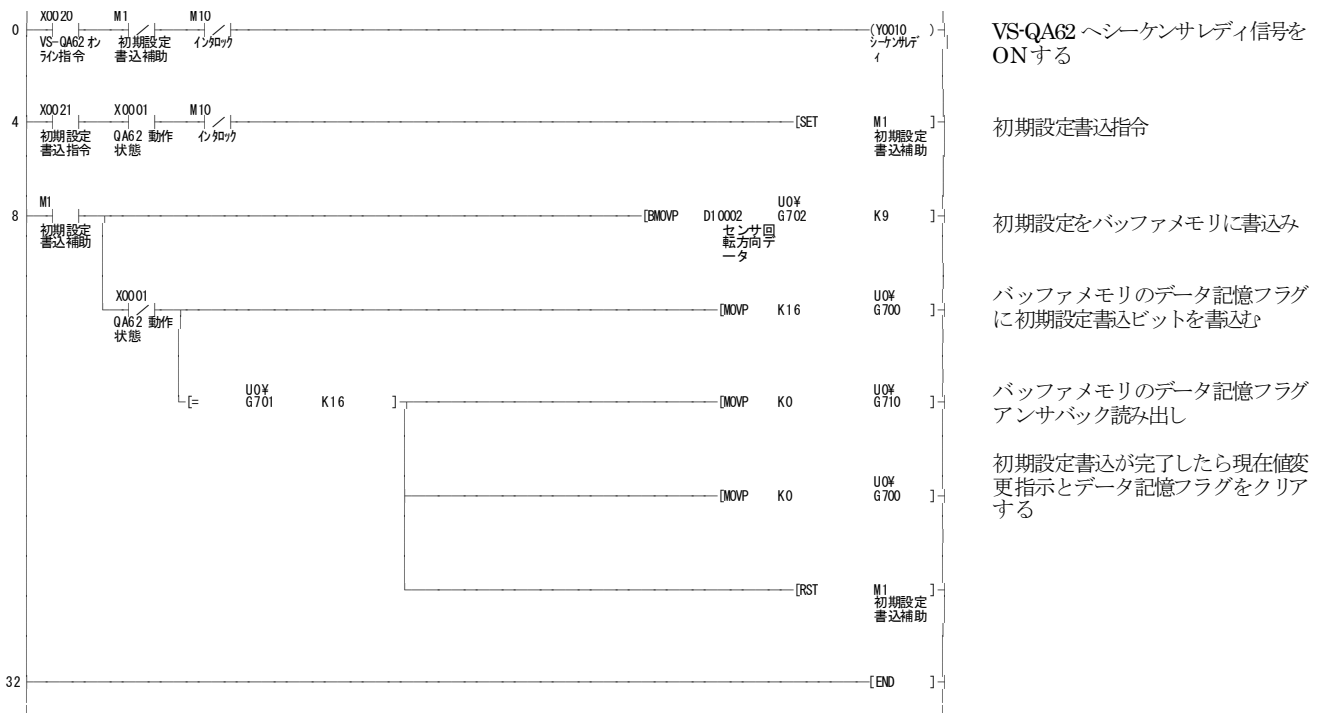 X0020 M1 M10
0 (Y0010 )
VS-QA62 オンライン指令 初期設定書込補助 インタロック シーケンサレディ
VS-QA62 へシーケンサレディ信号を
ONする
X0021 X0001 M10
4 [SET M1 ]
初期設定書込指令 QA62 動作状態 インタロック 初期設定書込補助
初期設定書込指令
M1 U0¥
8 [BMOVP D10002 G702 K9 ]
初期設定書込補助 センサ回転方向データ
初期設定をバッファメモリに書込み
X0001 U0¥
[MOVP K16 G700 ]
QA62 動作状態
バッファメモリのデータ記憶フラグ
に初期設定書込ビットを書込む
U0¥ U0¥
[= G701 K16 ] [MOVP K0 G710 ]
バッファメモリのデータ記憶フラグ
アンサバック読み出し
U0¥
[MOVP K0 G700 ]
初期設定書込が完了したら現在値変
更指示とデータ記憶フラグをクリア
する
[RST M1 ]
初期設定書込補助
32 [END ]